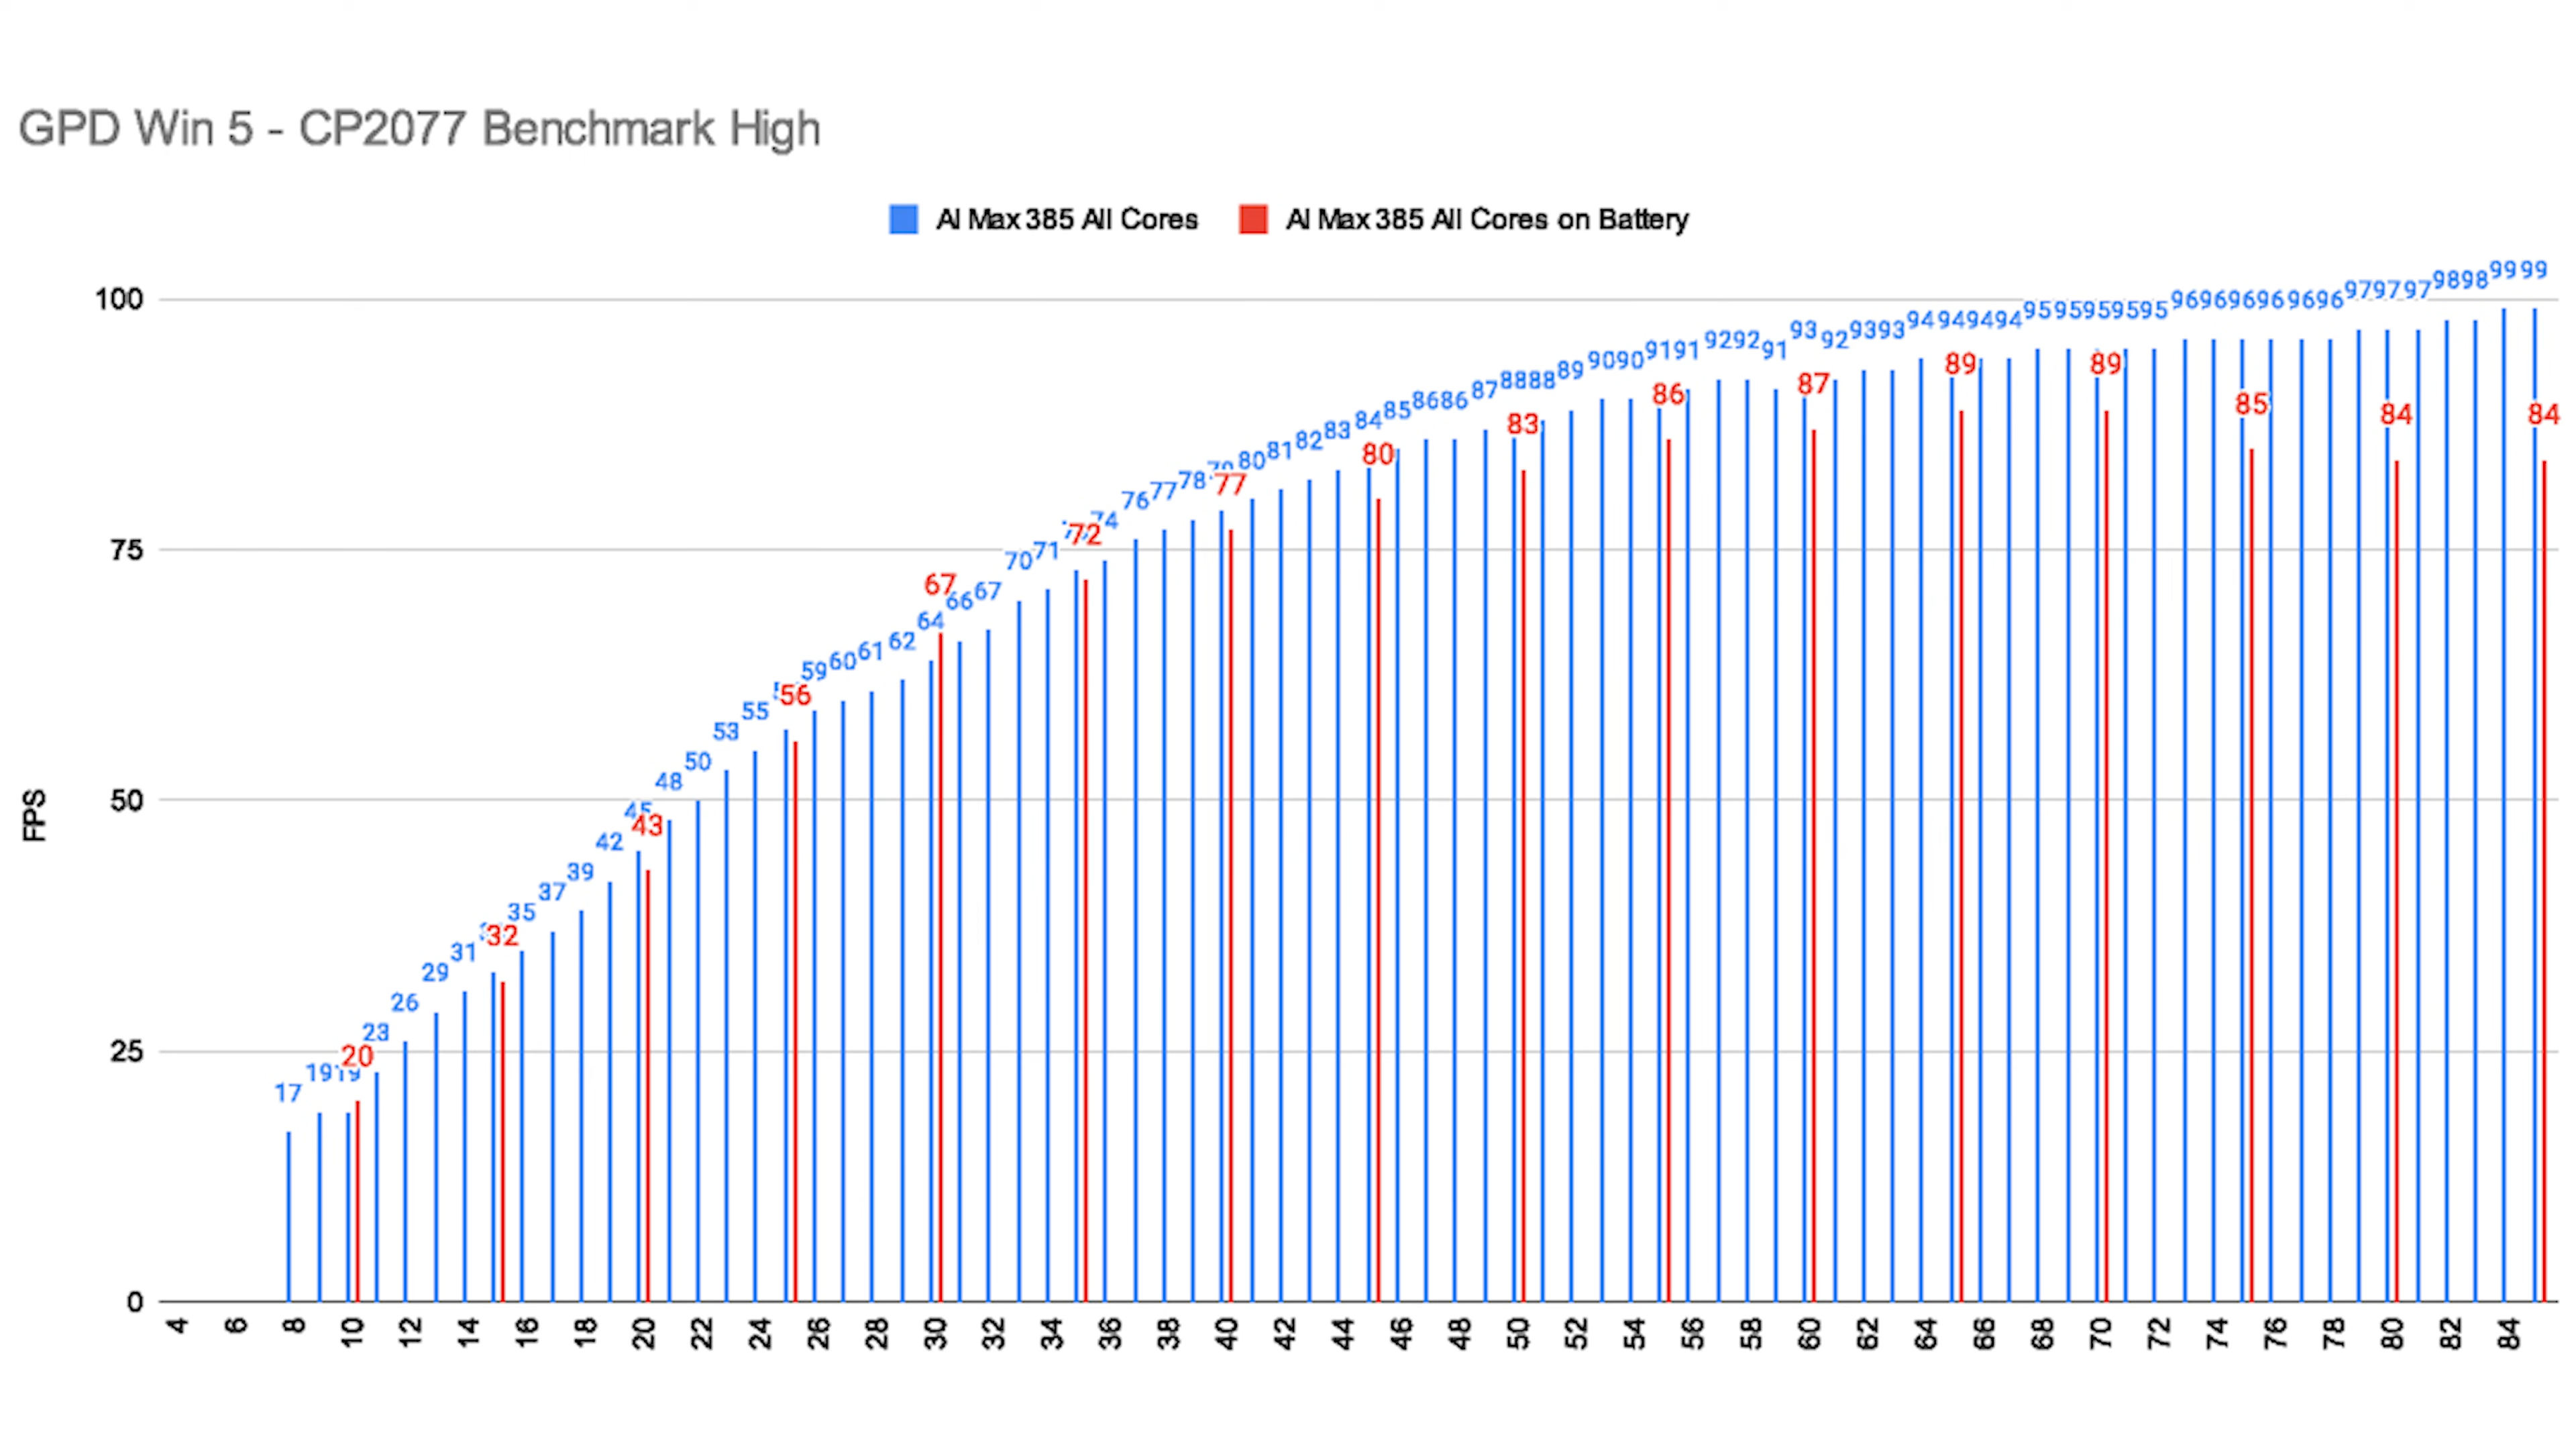 GPD Win 5 - CP2077 Benchmark High
AI Max 385 All Cores AI Max 385 All Cores on Battery
FPS
100
75
50
25
0
17 19 19 23 26 29 31 35 37 39 42 45 48 50 53 55 59 60 61 62 64 66 67 70 71 74 76 77 78 79 80 81 82 83 84 85 86 86 87 88 88 89 90 90 91 91 92 92 91 93 92 93 93 94 94 94 94 95 95 95 95 95 96 96 96 96 96 96 97 97 97 98 98 99 99
20 32 43 56 67 72 77 80 83 86 87 89 89 85 84 84
4 6 8 10 12 14 16 18 20 22 24 26 28 30 32 34 36 38 40 42 44 46 48 50 52 54 56 58 60 62 64 66 68 70 72 74 76 78 80 82 84